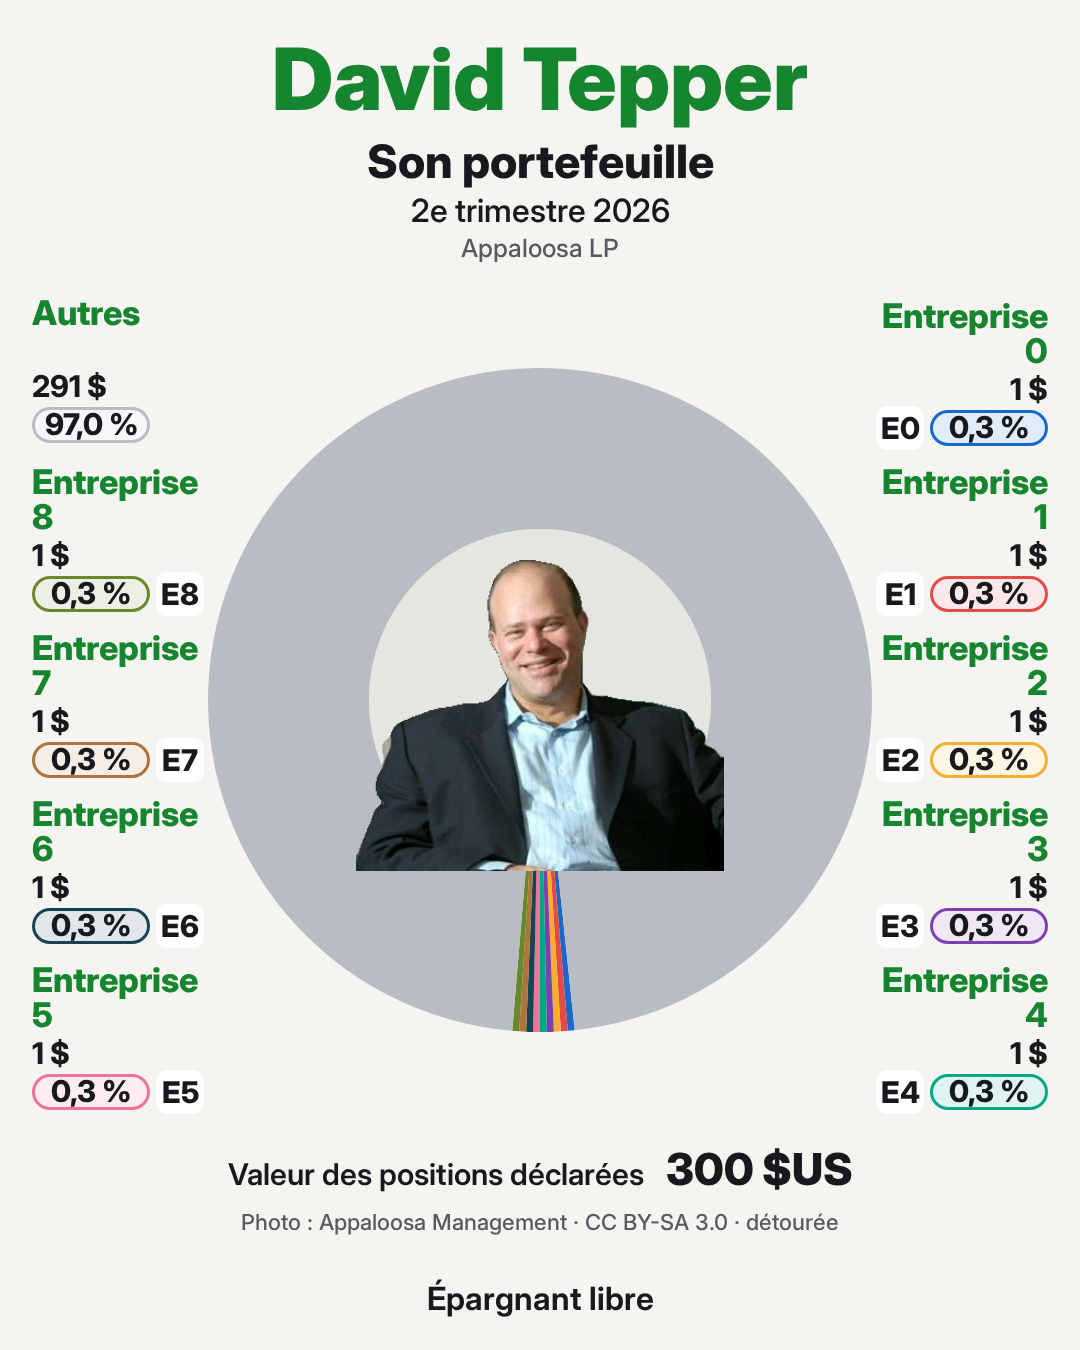 David Tepper
Son portefeuille
2e trimestre 2026
Appaloosa LP
Autres
291 $
97,0 %
Entreprise
8
1 $
0,3 % E8
Entreprise
7
1 $
0,3 % E7
Entreprise
6
1 $
0,3 % E6
Entreprise
5
1 $
0,3 % E5
Entreprise
0
1 $
E0 0,3 %
Entreprise
1
1 $
E1 0,3 %
Entreprise
2
1 $
E2 0,3 %
Entreprise
3
1 $
E3 0,3 %
Entreprise
4
1 $
E4 0,3 %
Valeur des positions déclarées 300 $US
Photo : Appaloosa Management · CC BY-SA 3.0 · détourée
Épargnant libre